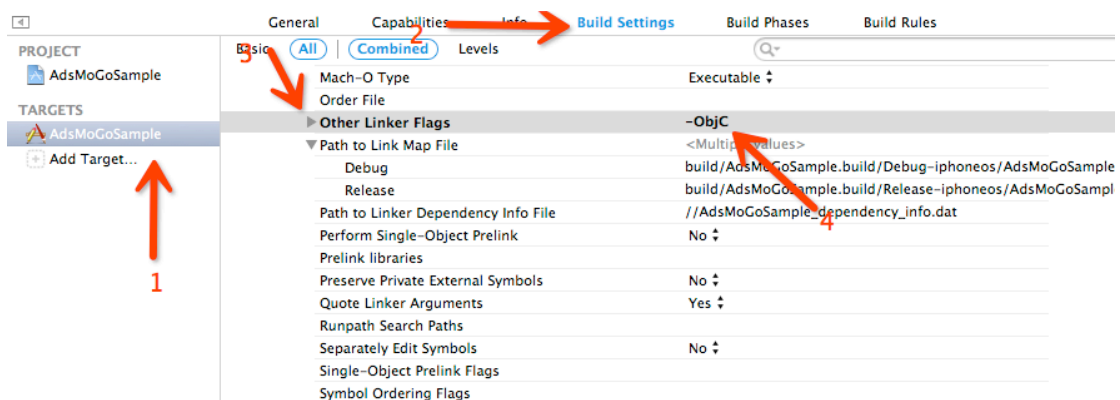 General Capabilities Info Build Settings Build Phases Build Rules
2
PROJECT
Basic All Combined Levels
3
AdsMoGoSample
Mach-O Type Executable
Order File
TARGETS
Other Linker Flags -ObjC
AdsMoGoSample
Path to Link Map File <Multiple values>
Add Target...
Debug build/AdsMoGoSample.build/Debug-iphoneos/AdsMoGoSample
Release build/AdsMoGoSample.build/Release-iphoneos/AdsMoGoSampl
Path to Linker Dependency Info File //AdsMoGoSample_dependency_info.dat
4
Perform Single-Object Prelink No
Prelink libraries
1
Preserve Private External Symbols No
Quote Linker Arguments Yes
Runpath Search Paths
Separately Edit Symbols No
Single-Object Prelink Flags
Symbol Ordering Flags